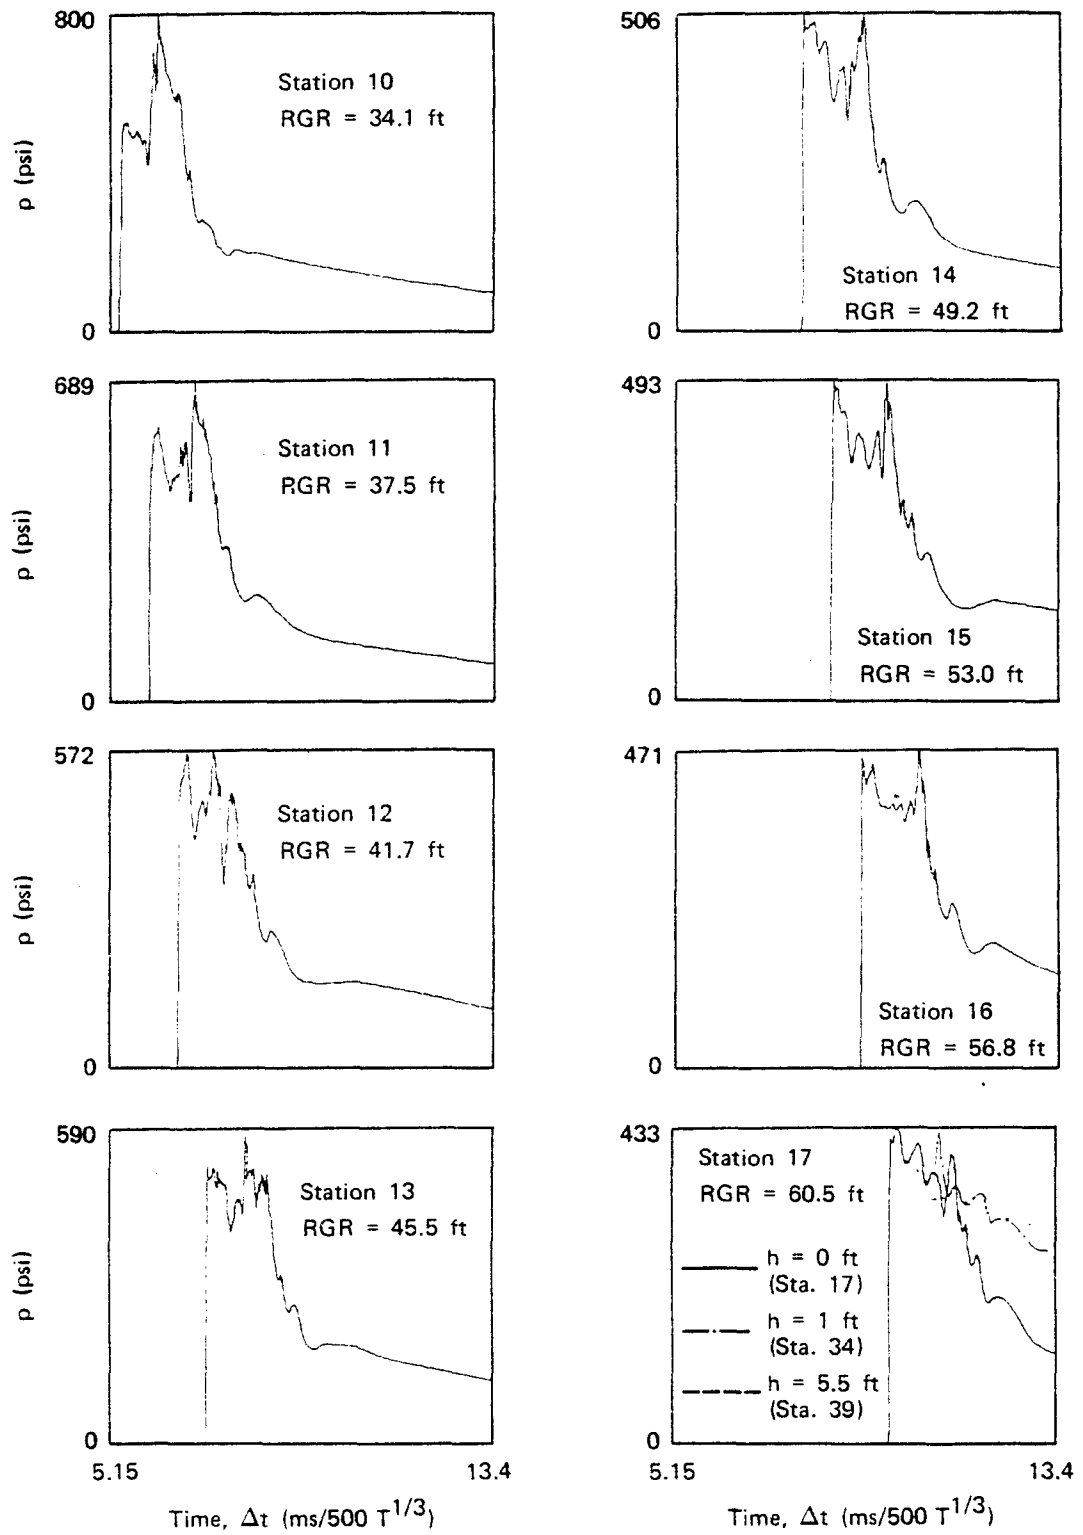 800
p (psi)
Station 10
RGR = 34.1 ft
0
506
Station 14
RGR = 49.2 ft
0
689
p (psi)
Station 11
RGR = 37.5 ft
0
493
Station 15
RGR = 53.0 ft
0
572
p (psi)
Station 12
RGR = 41.7 ft
0
471
Station 16
RGR = 56.8 ft
0
590
p (psi)
Station 13
RGR = 45.5 ft
0
5.15
13.4
Time, Δt (ms/500 T^1/3)
433
Station 17
RGR = 60.5 ft
h = 0 ft
(Sta. 17)
h = 1 ft
(Sta. 34)
h = 5.5 ft
(Sta. 39)
0
5.15
13.4
Time, Δt (ms/500 T^1/3)